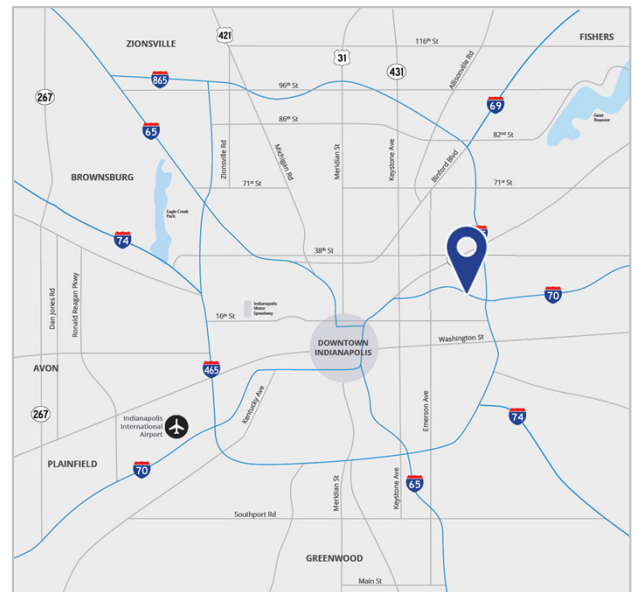 421
ZIONSVILLE
116th St
FISHERS
31
431
Allisonville Rd
865
96th St
267
69
65
86th St
82nd St
Geist
Reservoir
Zionsville Rd
Michigan Rd
Meridian St
Keystone Ave
Binford Blvd
BROWNSBURG
71st St
71st St
Eagle Creek
Park
74
38th St
Dan Jones Rd
Ronald Reagan Pkwy
70
Indianapolis
Motor
Speedway
16th St
Washington St
DOWNTOWN
INDIANAPOLIS
AVON
465
267
Kentucky Ave
Emerson Ave
74
Indianapolis
International
Airport
PLAINFIELD
70
65
Meridian St
Keystone Ave
Southport Rd
GREENWOOD
Main St